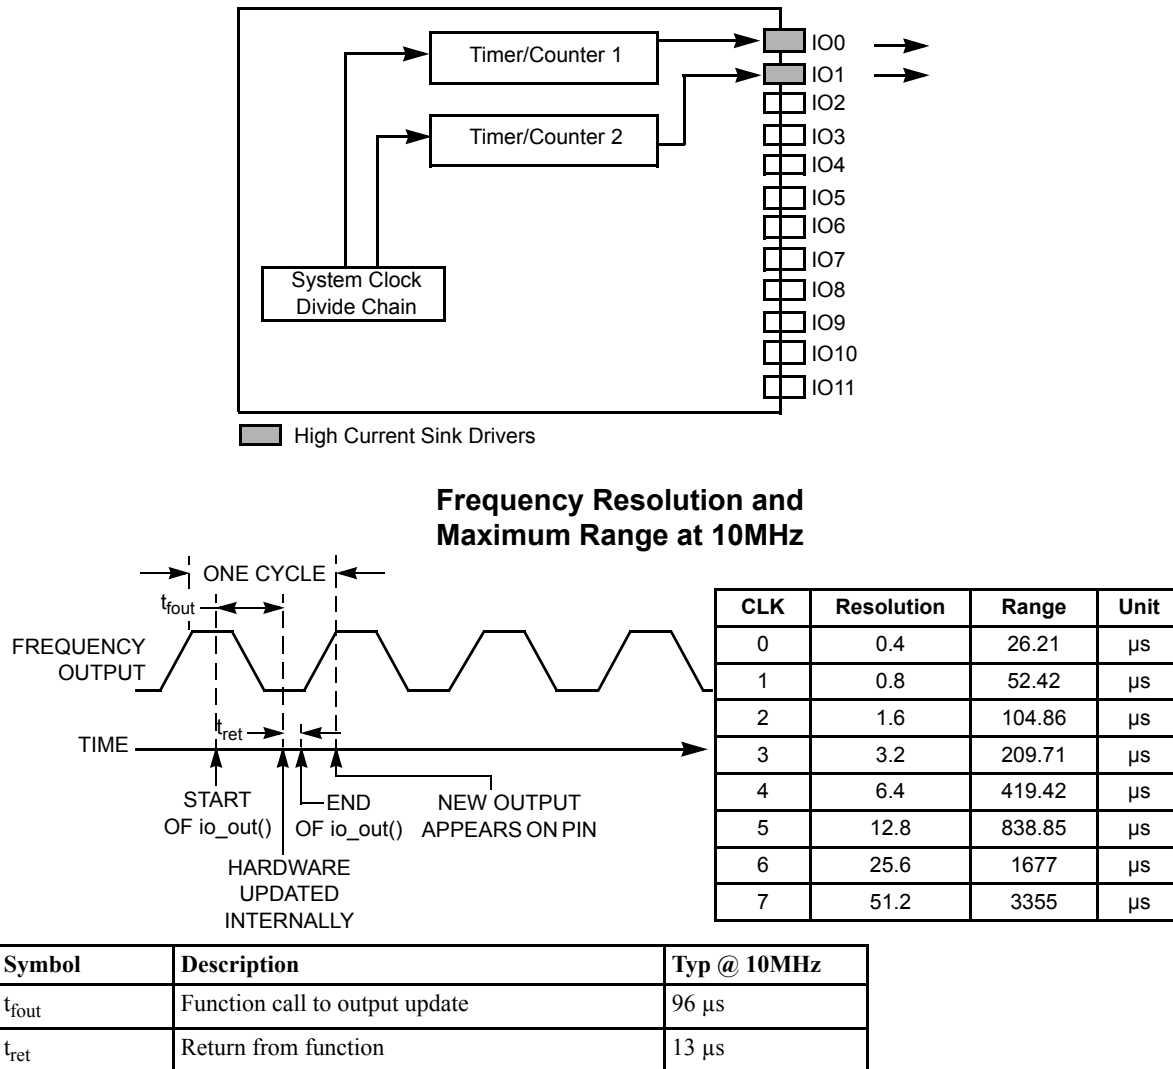 Timer/Counter 1
Timer/Counter 2
System Clock
Divide Chain
IO0
IO1
IO2
IO3
IO4
IO5
IO6
IO7
IO8
IO9
IO10
IO11
High Current Sink Drivers
Frequency Resolution and
Maximum Range at 10MHz
ONE CYCLE
tfout
FREQUENCY
OUTPUT
tret
TIME
START
OF io_out()
END
OF io_out()
NEW OUTPUT
APPEARS ON PIN
HARDWARE
UPDATED
INTERNALLY
CLK Resolution Range Unit
0 0.4 26.21 µs
1 0.8 52.42 µs
2 1.6 104.86 µs
3 3.2 209.71 µs
4 6.4 419.42 µs
5 12.8 838.85 µs
6 25.6 1677 µs
7 51.2 3355 µs
Symbol Description Typ @ 10MHz
tfout Function call to output update 96 µs
tret Return from function 13 µs